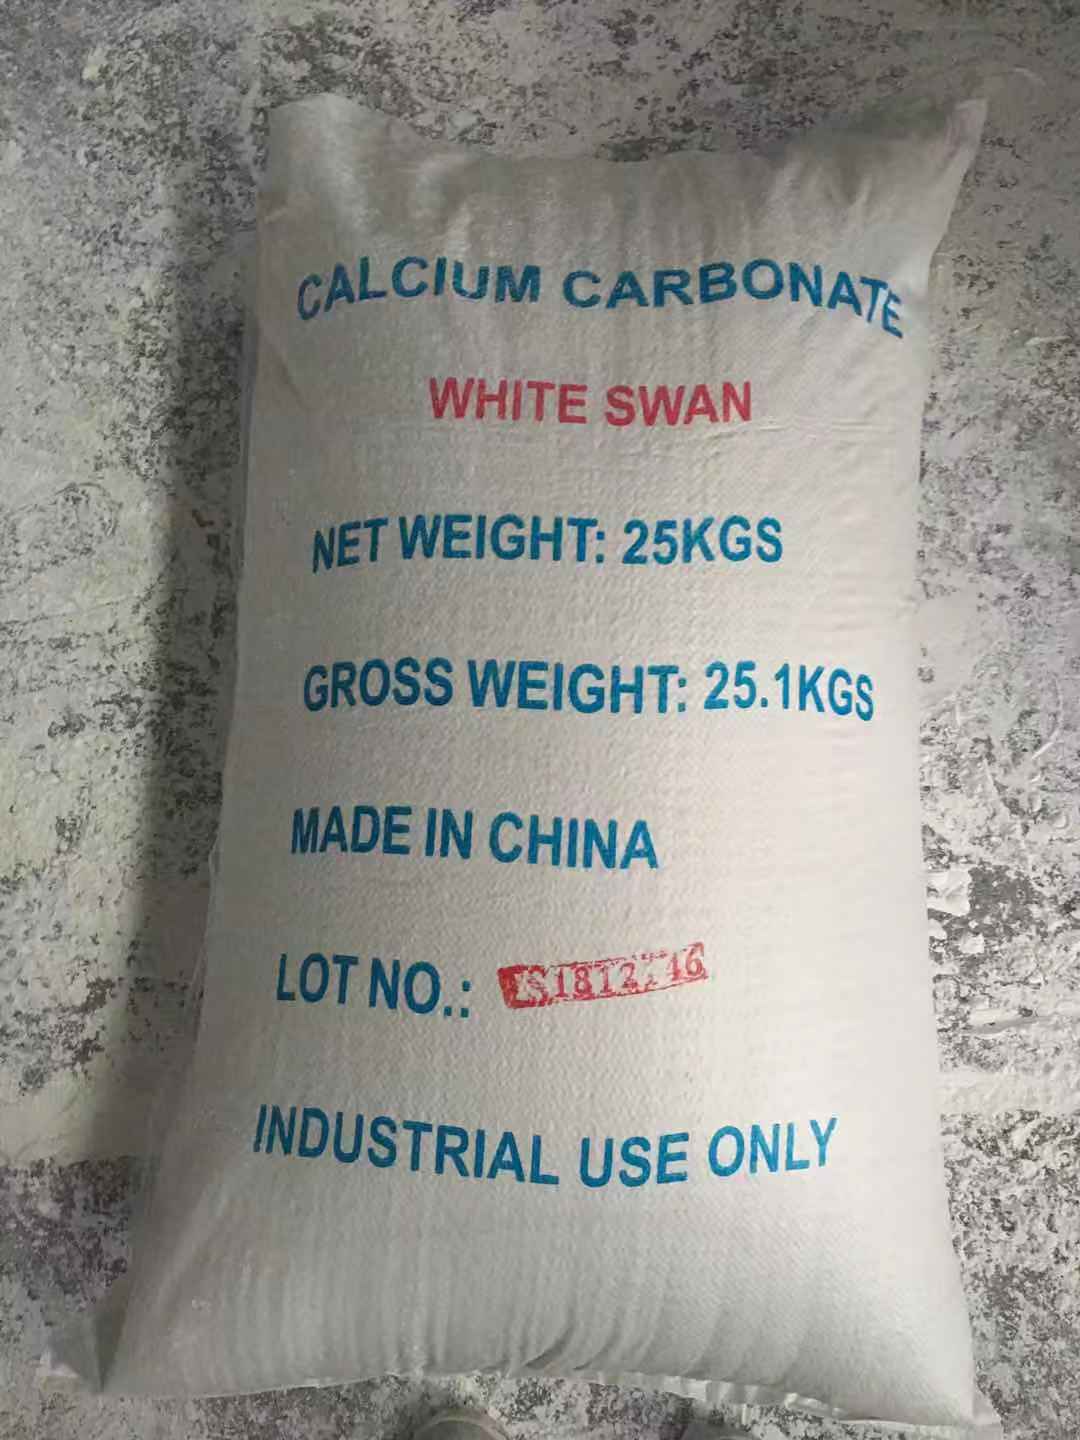 CALCIUM CARBONATE
WHITE SWAN
NET WEIGHT: 25KGS
GROSS WEIGHT: 25.1KGS
MADE IN CHINA
LOT NO.:
INDUSTRIAL USE ONLY